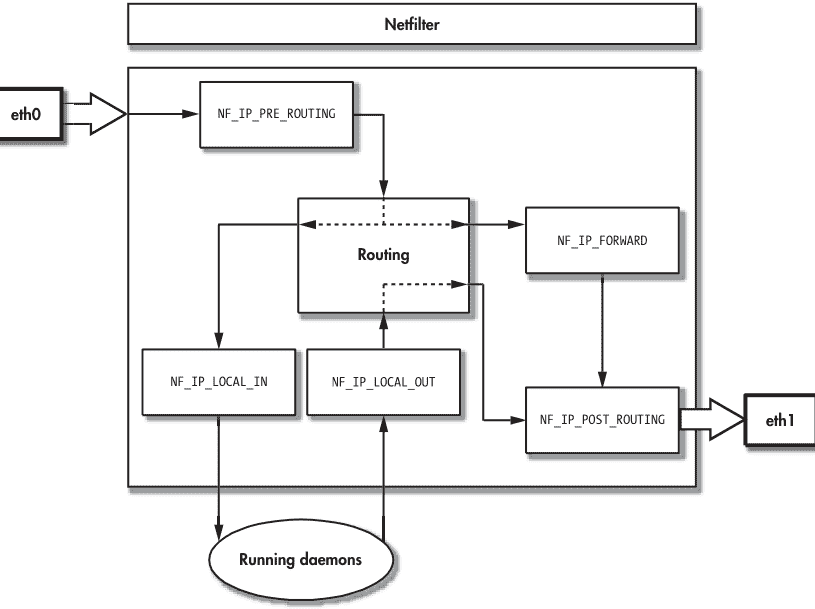 Netfilter
eth0
NF_IP_PRE_ROUTING
Routing
NF_IP_FORWARD
NF_IP_LOCAL_IN
NF_IP_LOCAL_OUT
NF_IP_POST_ROUTING
eth1
Running daemons